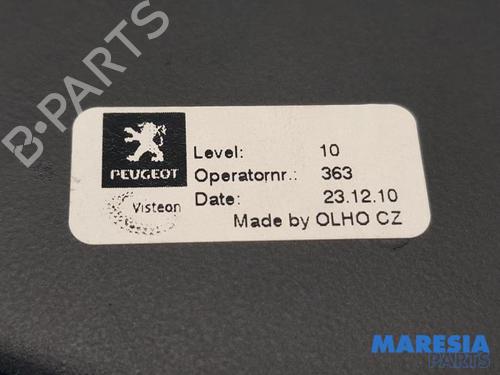 B-PARTS
PEUGEOT
Visteon
Level: 10
Operatornr.: 363
Date: 23.12.10
Made by OLHO CZ
MARESIA
PARTS